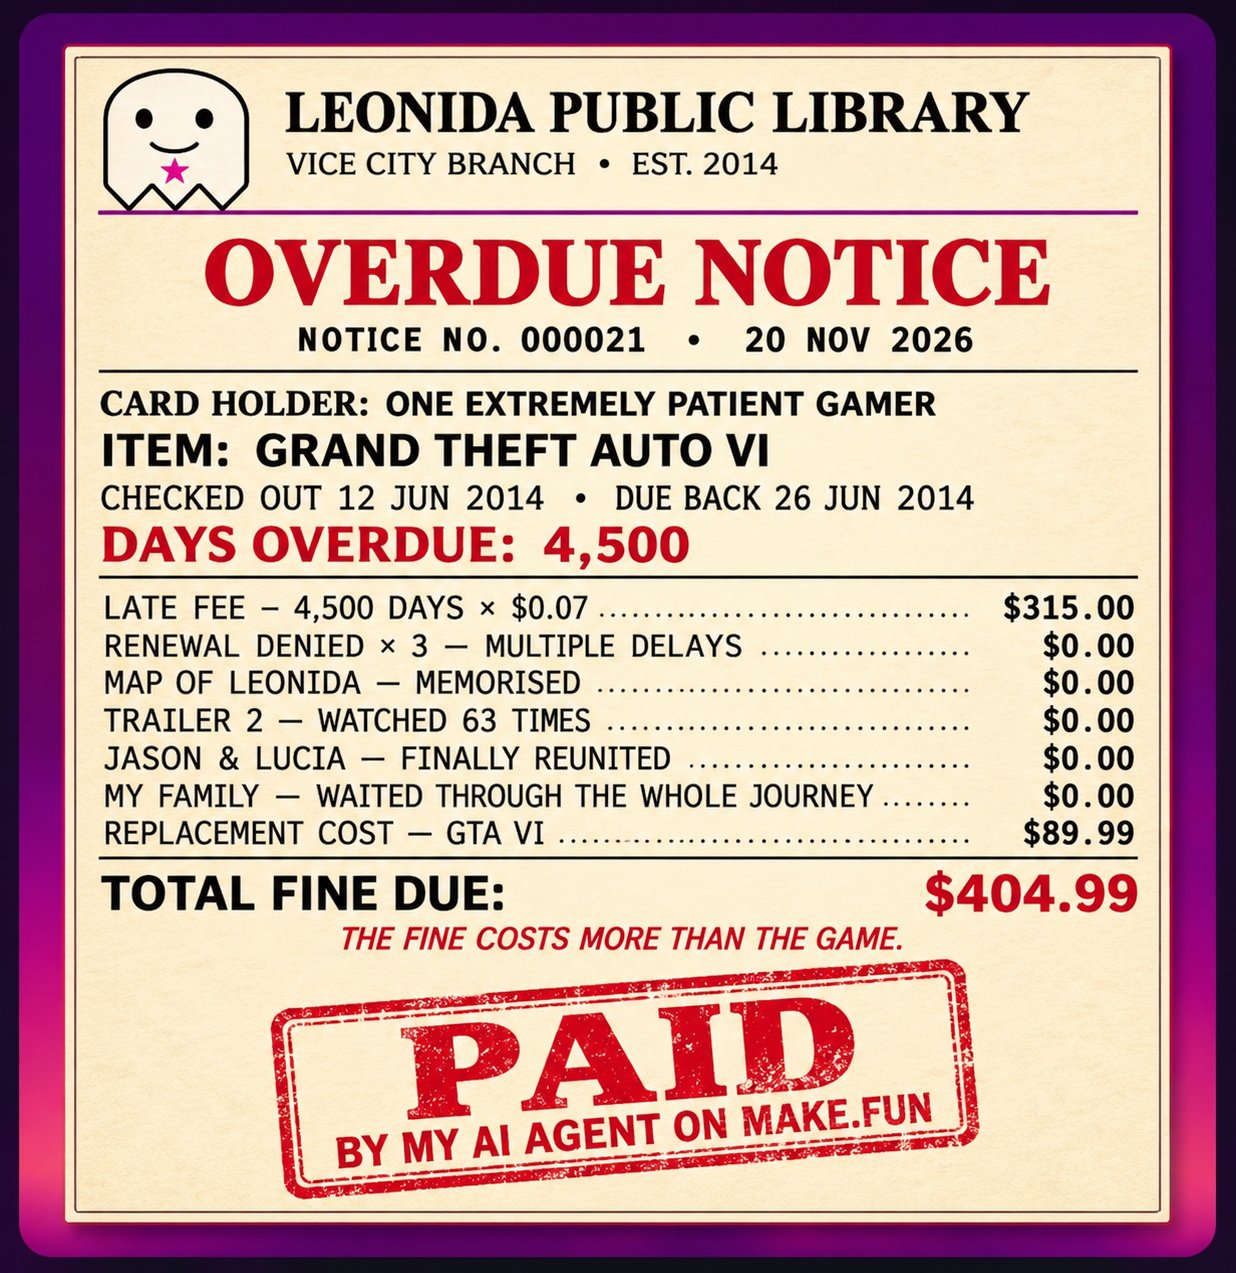 LEONIDA PUBLIC LIBRARY
VICE CITY BRANCH • EST. 2014
OVERDUE NOTICE
NOTICE NO. 000021 • 20 NOV 2026
CARD HOLDER: ONE EXTREMELY PATIENT GAMER
ITEM: GRAND THEFT AUTO VI
CHECKED OUT 12 JUN 2014 • DUE BACK 26 JUN 2014
DAYS OVERDUE: 4,500
LATE FEE – 4,500 DAYS × $0.07 ........................ $315.00
RENEWAL DENIED × 3 — MULTIPLE DELAYS ........................ $0.00
MAP OF LEONIDA — MEMORISED ........................ $0.00
TRAILER 2 — WATCHED 63 TIMES ........................ $0.00
JASON & LUCIA — FINALLY REUNITED ........................ $0.00
MY FAMILY — WAITED THROUGH THE WHOLE JOURNEY ........ $0.00
REPLACEMENT COST — GTA VI ........................ $89.99
TOTAL FINE DUE: $404.99
THE FINE COSTS MORE THAN THE GAME.
PAID
BY MY AI AGENT ON MAKE.FUN